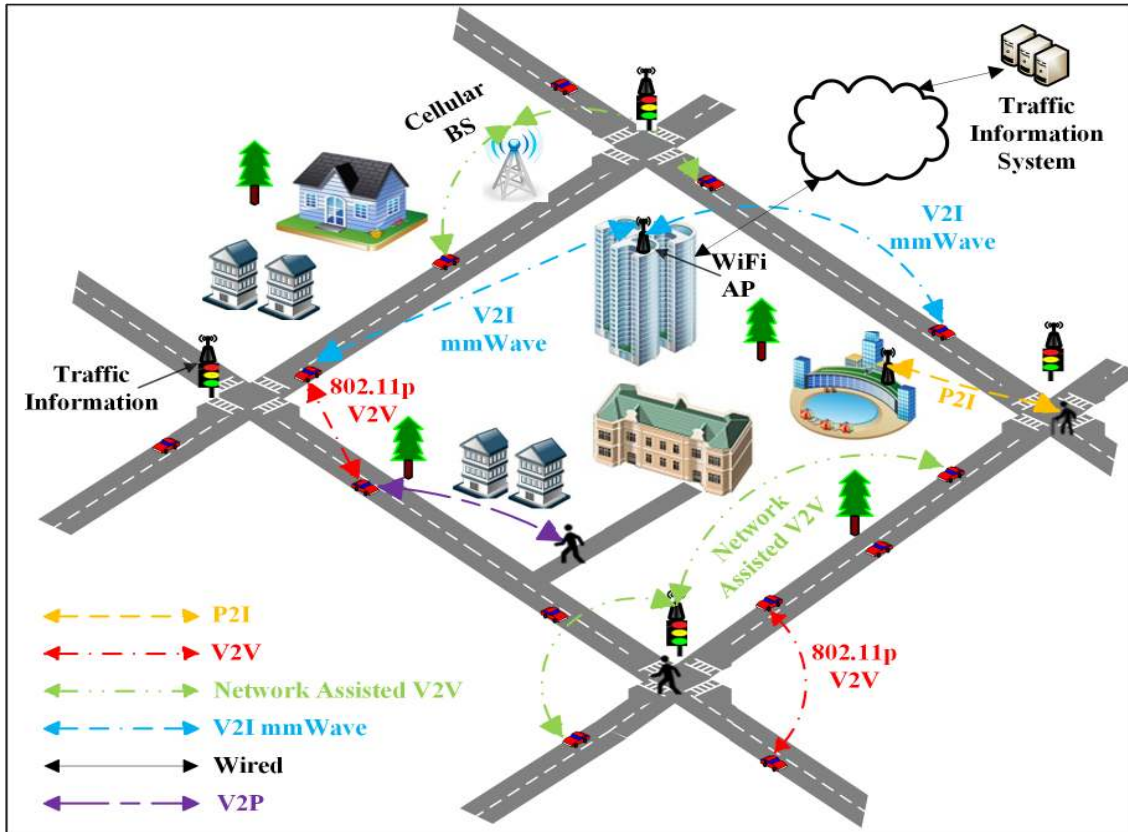 Cellular
BS
Traffic
Information
System
V2I
mmWave
WiFi
AP
V2I
mmWave
Traffic
Information
802.11p
V2V
P2I
Network
Assisted V2V
802.11p
V2V
P2I
V2V
Network Assisted V2V
V2I mmWave
Wired
V2P